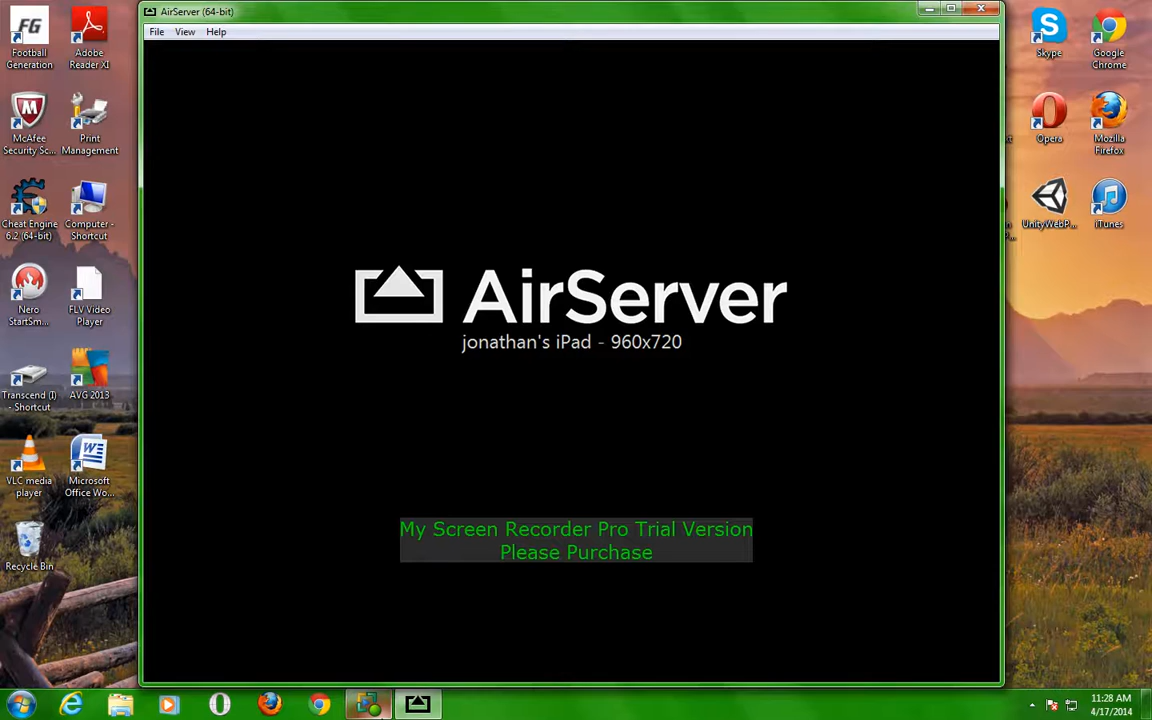 AirServer (64-bit)
File View Help
AirServer
jonathan's iPad - 960x720
My Screen Recorder Pro Trial Version
Please Purchase
FG
Football
Generation
Adobe
Reader XI
McAfee
Security Sc...
Print
Management
Cheat Engine
6.2 (64-bit)
Computer -
Shortcut
Nero
StartSm...
FLV Video
Player
Transcend (I)
- Shortcut
AVG 2013
VLC media
player
Microsoft
Office Wo...
Recycle Bin
Skype
Google
Chrome
Opera
Mozilla
Firefox
UnityWebP...
iTunes
11:28 AM
4/17/2014